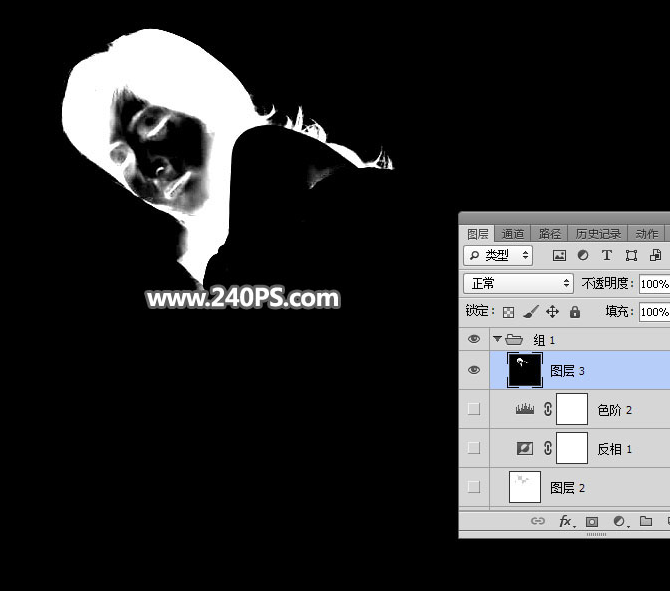 www.240PS.com
图层 通道 路径 历史记录 动作
类型
正常 不透明度: 100%
锁定: 填充: 100%
组 1
图层 3
色阶 2
反相 1
图层 2
fx